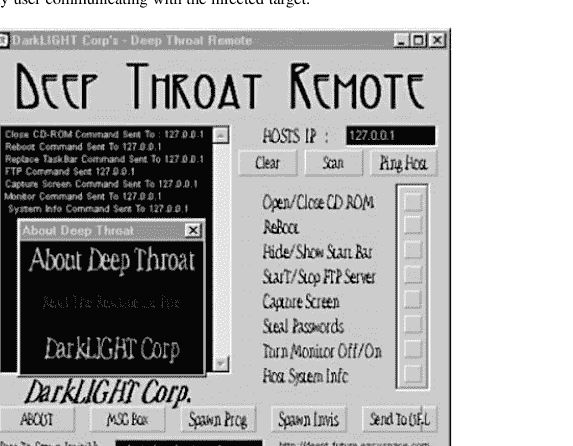 y user communicating with the infected target.
DarkLIGHT Corp's - Deep Throat Remote
DEEP THROAT REMOTE
Close CD-ROM Command Sent To : 127.0.0.1
Reboot Command Sent To 127.0.0.1
Replace TaskBar Command Sent To 127.0.0.1
FTP Command Sent To 127.0.0.1
Capture Screen Command Sent To 127.0.0.1
Monitor Command Sent To 127.0.0.1
System Info Command Sent To 127.0.0.1
About Deep Throat
About Deep Throat
DarkLIGHT Corp
DarkLIGHT Corp.
HOSTS IP : 127.0.0.1
Clear Scan Ping Host
Open/Close CD ROM
ReBoot
Hide/Show Start Bar
StarT/Stop FTP Server
Capture Screen
Steal Passwords
Turn Monitor Off/On
Host System Info
ABOUT MSG Box Spawn Prog Spawn Invis Send To URL